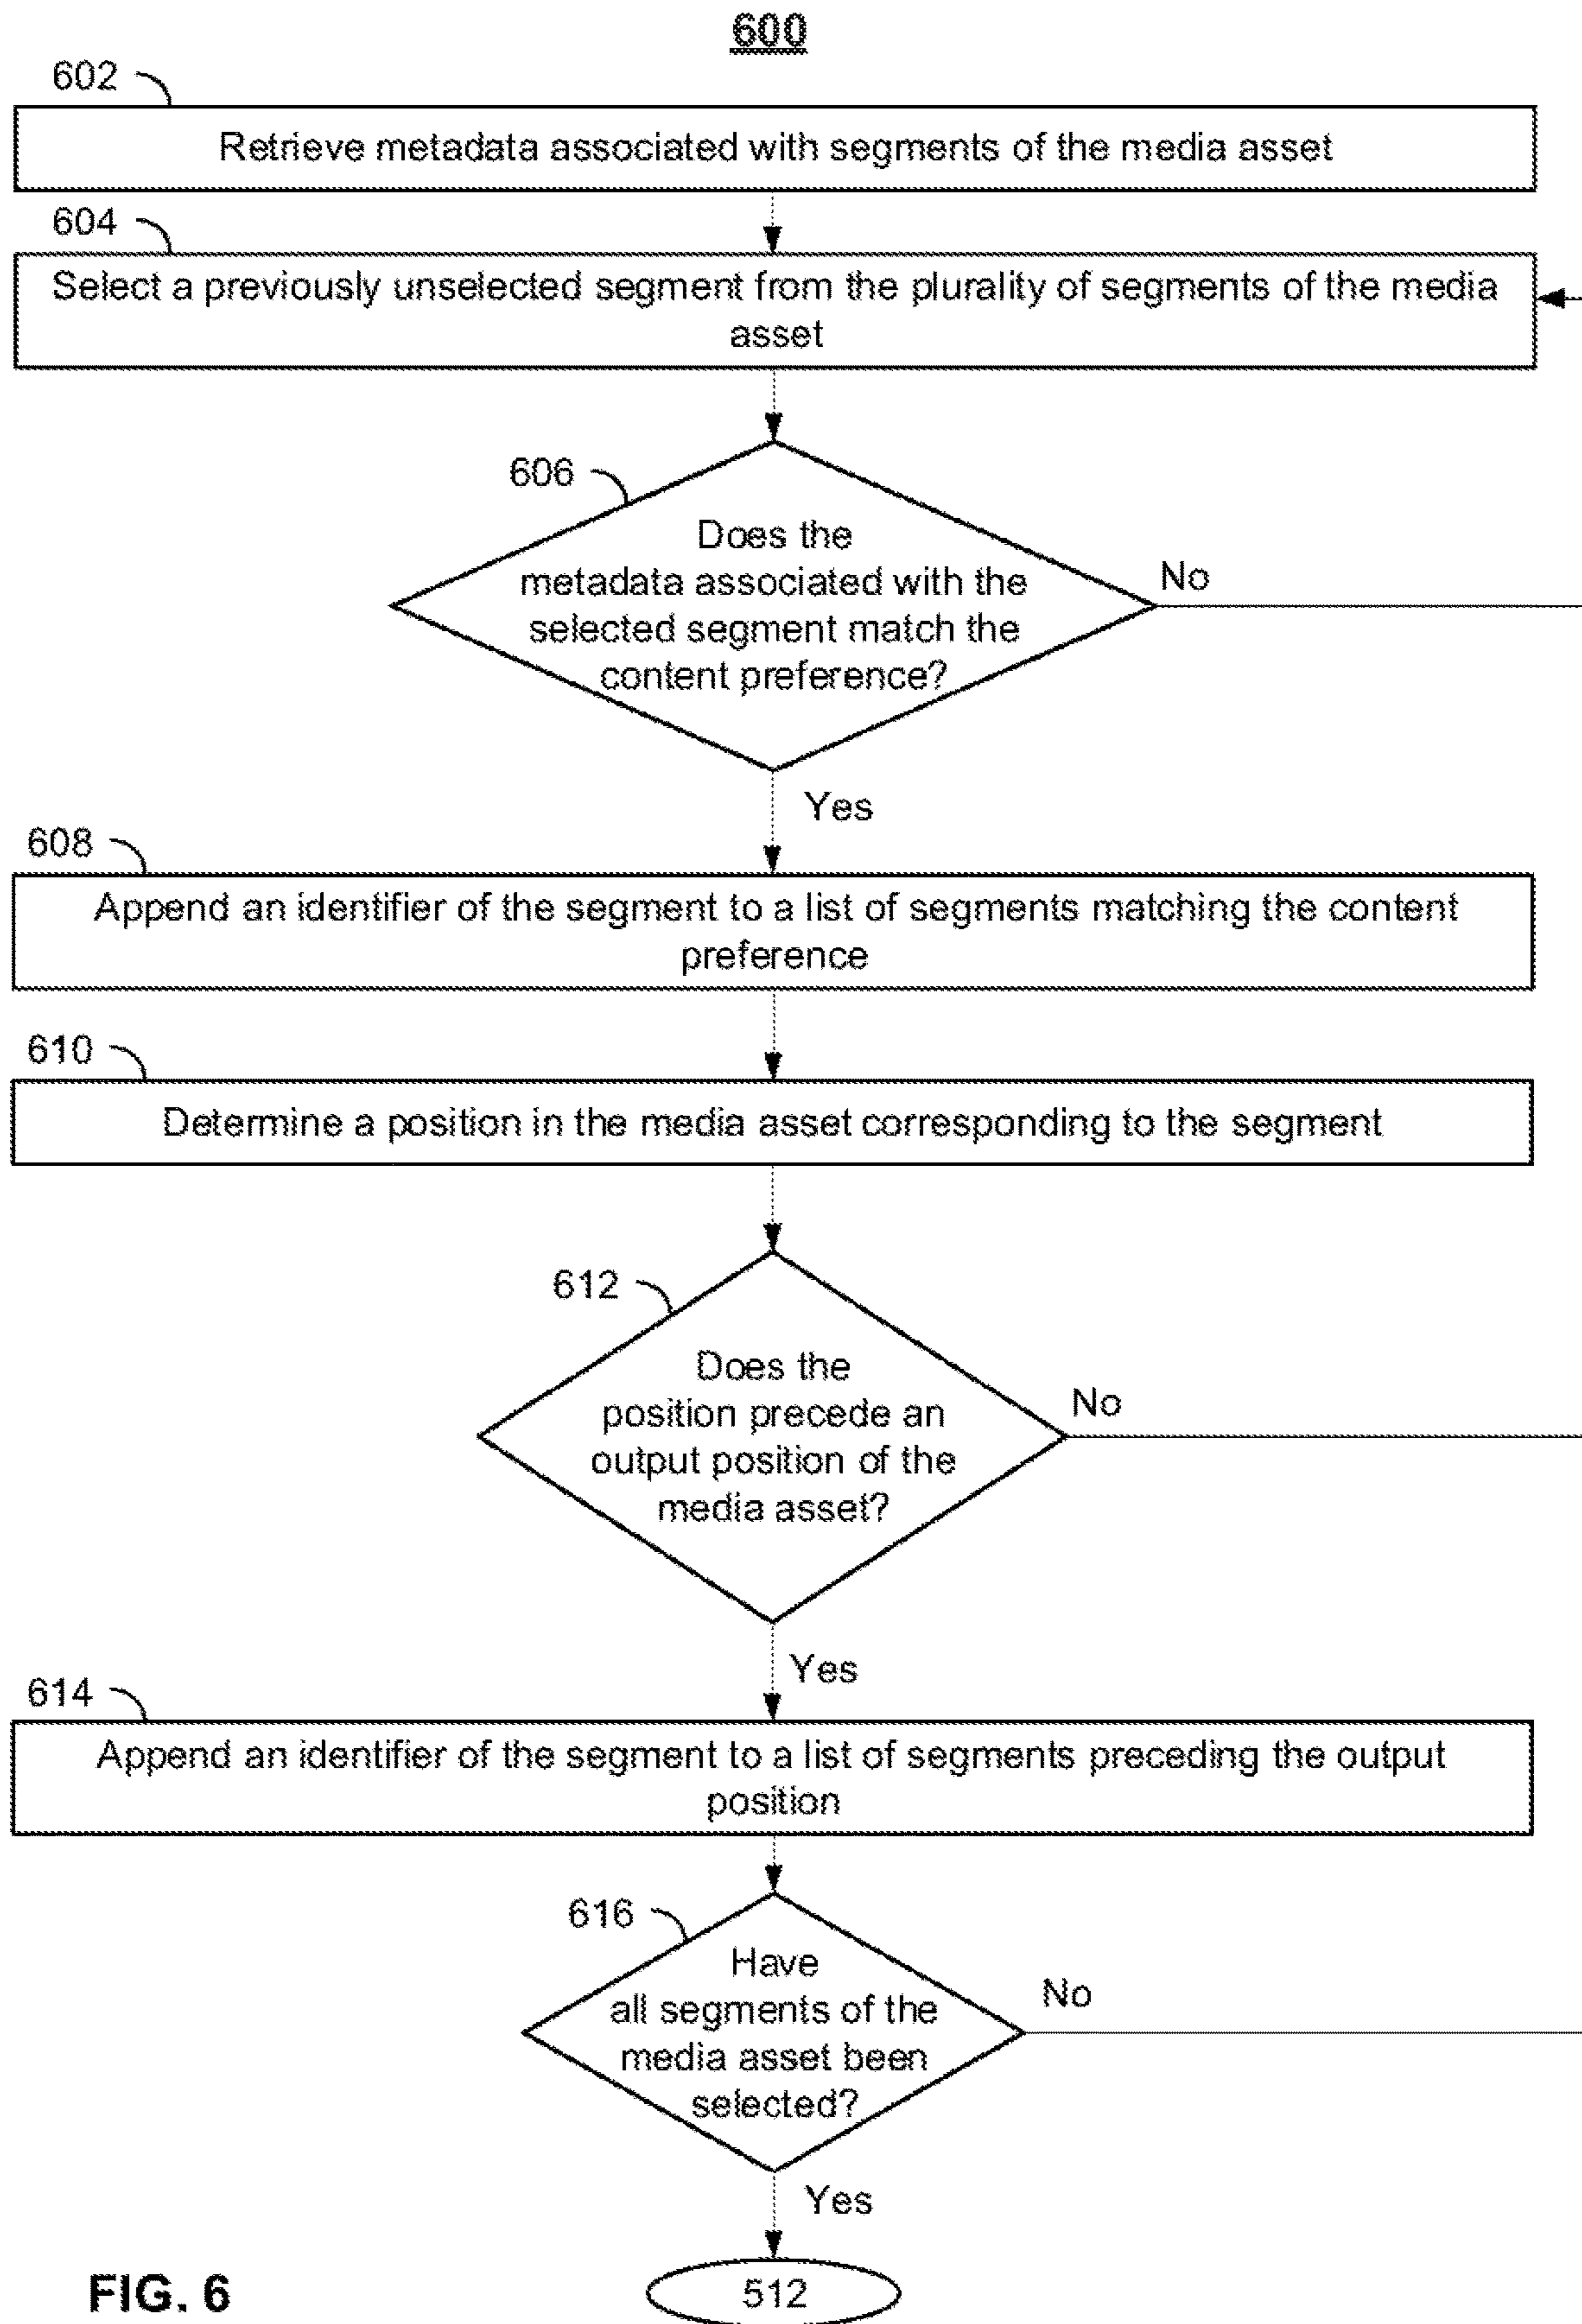 600
602
Retrieve metadata associated with segments of the media asset
604
Select a previously unselected segment from the plurality of segments of the media
asset
606
Does the
metadata associated with the
selected segment match the
content preference?
No
Yes
608
Append an identifier of the segment to a list of segments matching the content
preference
610
Determine a position in the media asset corresponding to the segment
612
Does the
position precede an
output position of the
media asset?
No
Yes
614
Append an identifier of the segment to a list of segments preceding the output
position
616
Have
all segments of the
media asset been
selected?
No
Yes
512
FIG. 6